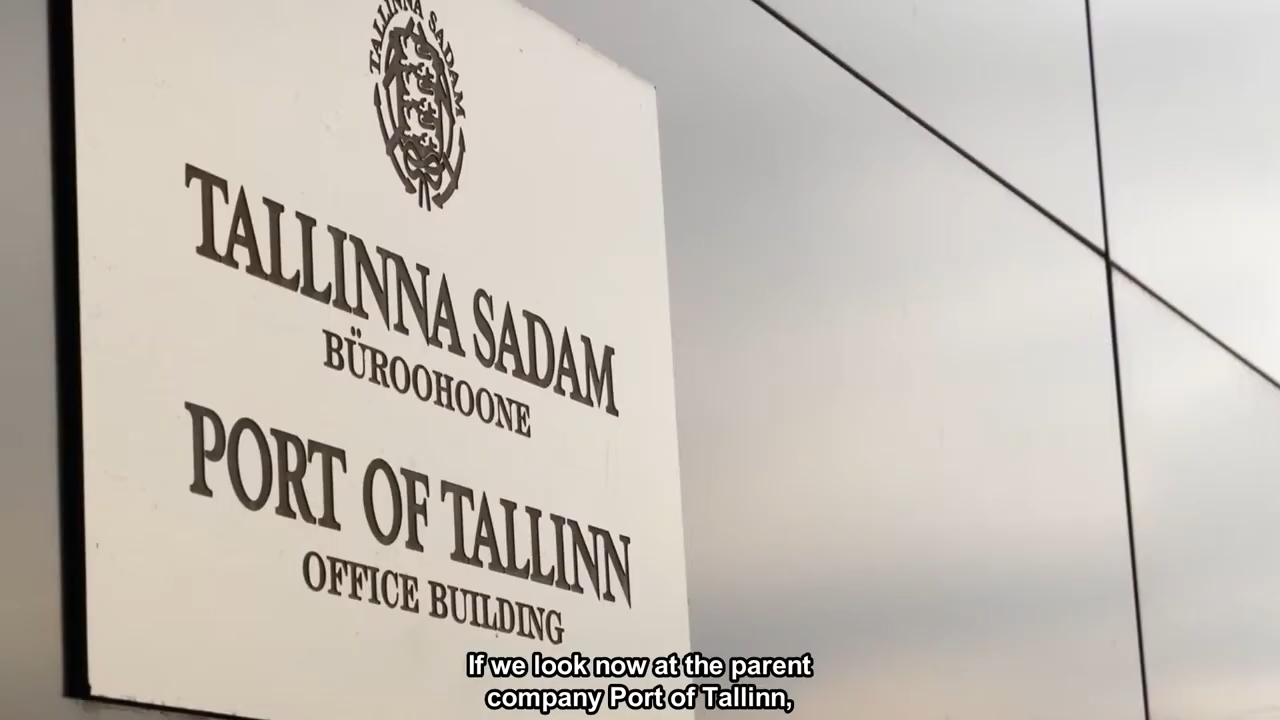 TALLINNA SADAM
TALLINNA SADAM
BÜROOHOONE
PORT OF TALLINN
OFFICE BUILDING
If we look now at the parent
company Port of Tallinn,